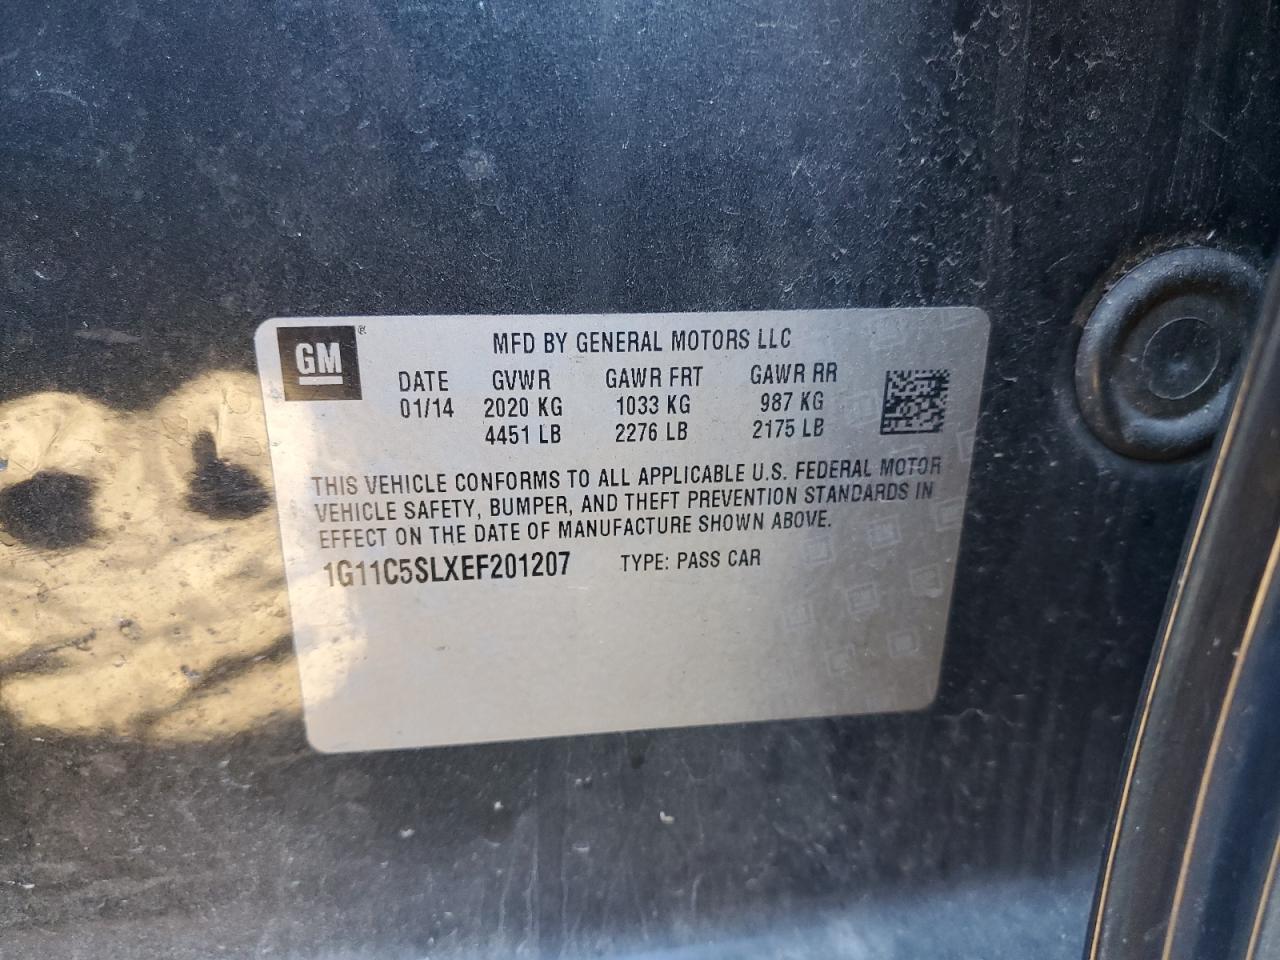 GM®
MFD BY GENERAL MOTORS LLC
DATE GVWR GAWR FRT GAWR RR
01/14 2020 KG 1033 KG 987 KG
4451 LB 2276 LB 2175 LB
THIS VEHICLE CONFORMS TO ALL APPLICABLE U.S. FEDERAL MOTOR
VEHICLE SAFETY, BUMPER, AND THEFT PREVENTION STANDARDS IN
EFFECT ON THE DATE OF MANUFACTURE SHOWN ABOVE.
1G11C5SLXEF201207 TYPE: PASS CAR